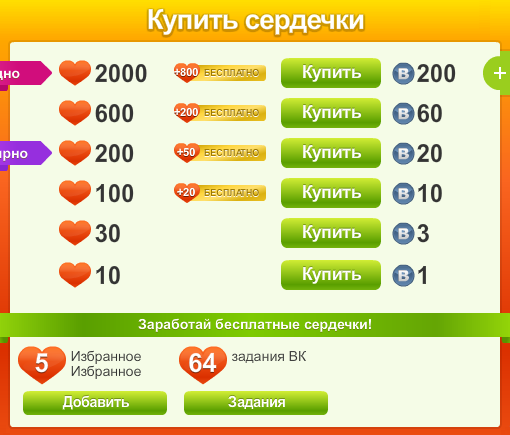 Купить сердечки
2000 +800 БЕСПЛАТНО Купить В 200
600 +200 БЕСПЛАТНО Купить В 60
200 +50 БЕСПЛАТНО Купить В 20
100 +20 БЕСПЛАТНО Купить В 10
30 Купить В 3
10 Купить В 1
+
Заработай бесплатные сердечки!
5 Избранное
Избранное
64 задания ВК
Добавить
Задания